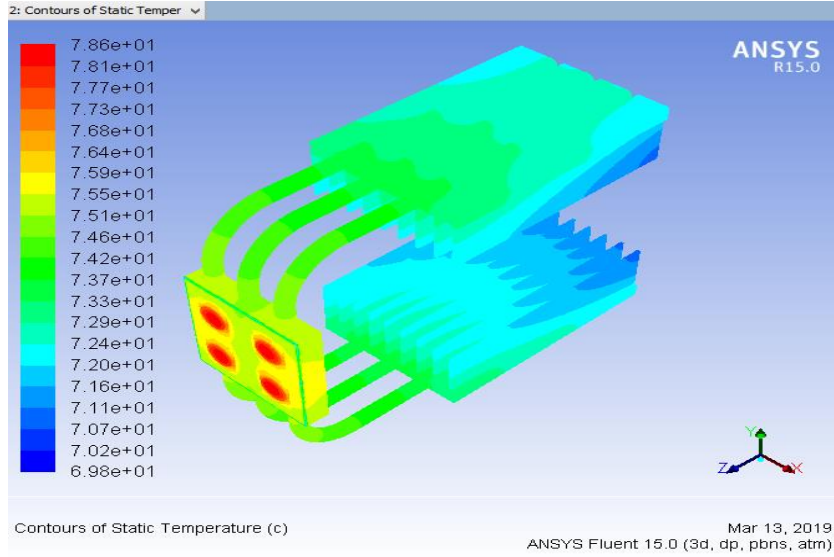 2: Contours of Static Temper
ANSYS
R15.0
7.86e+01
7.81e+01
7.77e+01
7.73e+01
7.68e+01
7.64e+01
7.59e+01
7.55e+01
7.51e+01
7.46e+01
7.42e+01
7.37e+01
7.33e+01
7.29e+01
7.24e+01
7.20e+01
7.16e+01
7.11e+01
7.07e+01
7.02e+01
6.98e+01
Y
Z
X
Contours of Static Temperature (c)
Mar 13, 2019
ANSYS Fluent 15.0 (3d, dp, pbns, atm)